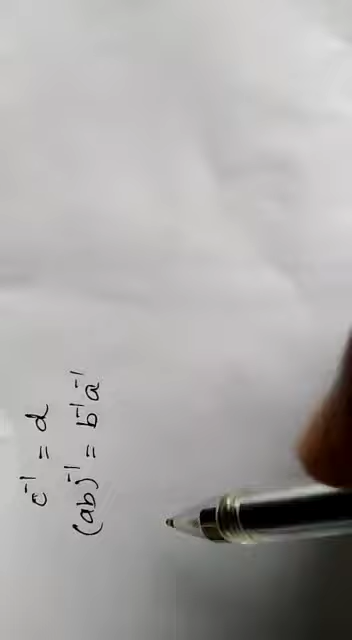 c⁻¹ = d
(ab)⁻¹ = b⁻¹a⁻¹